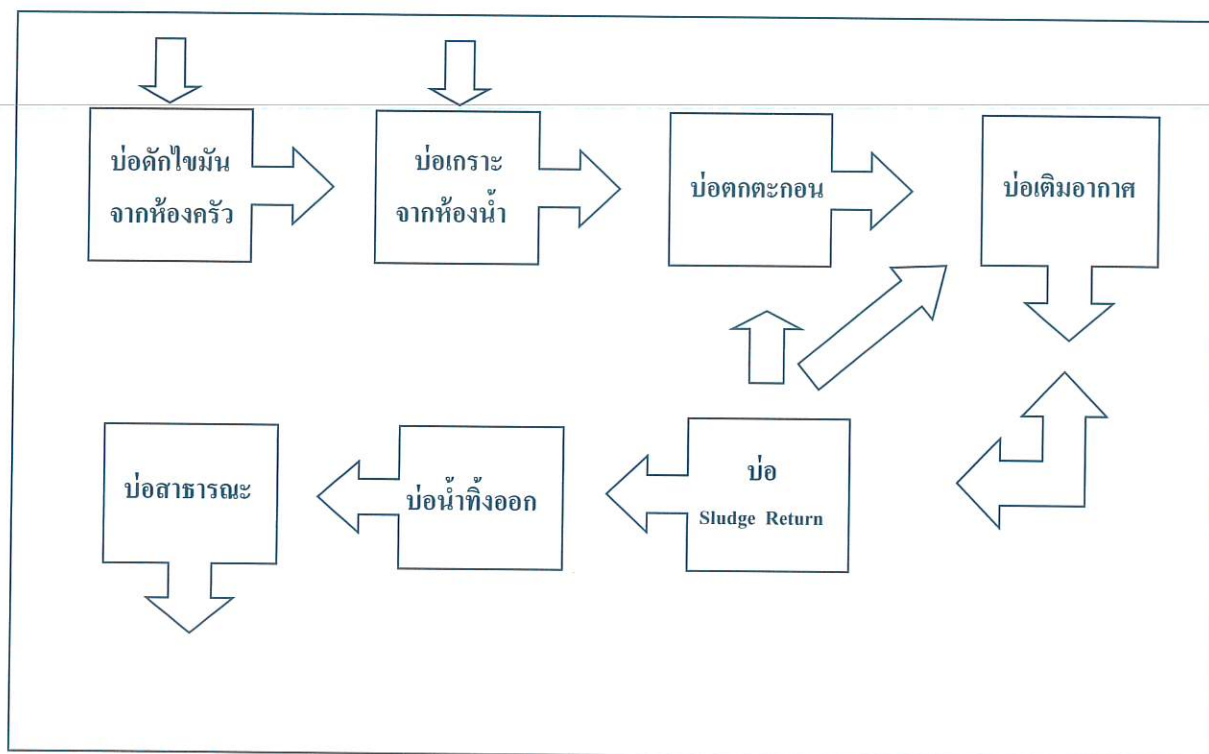 บ่อดักไขมัน
จากห้องครัว
บ่อเกราะ
จากห้องน้ำ
บ่อตกตะกอน
บ่อเติมอากาศ
บ่อสาธารณะ
บ่อน้ำทิ้งออก
บ่อ
Sludge Return